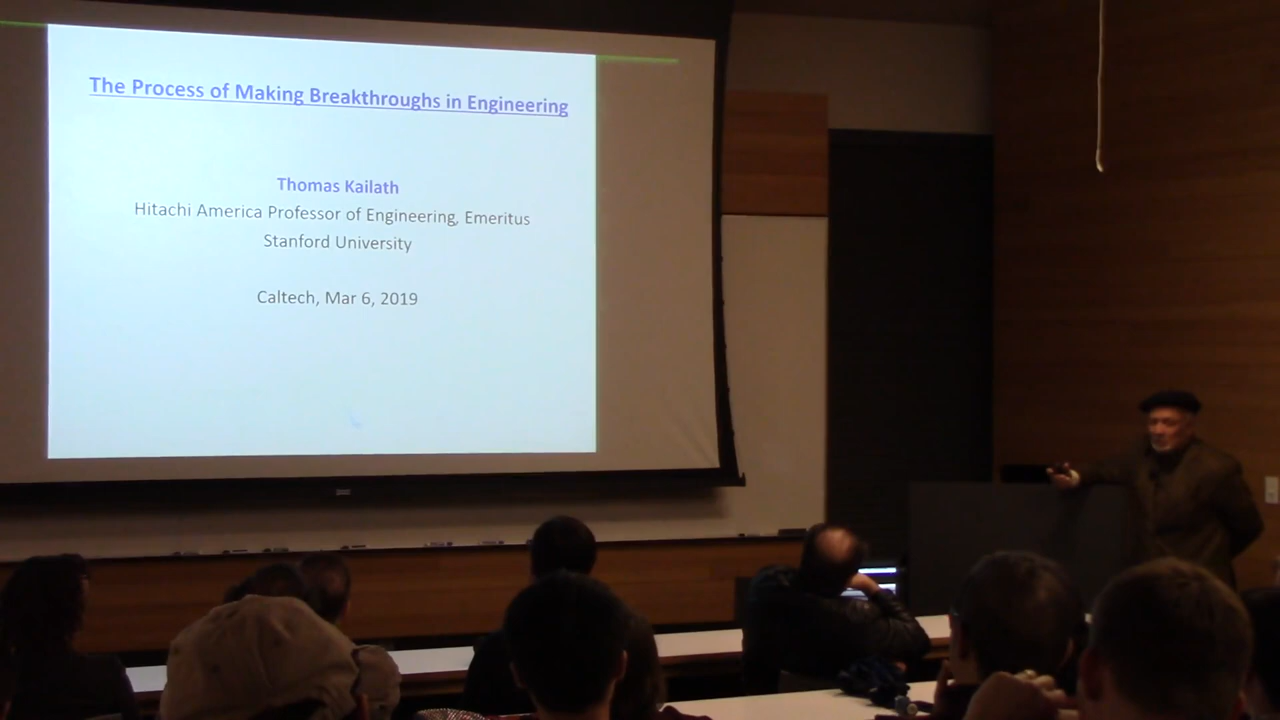 The Process of Making Breakthroughs in Engineering
Thomas Kailath
Hitachi America Professor of Engineering, Emeritus
Stanford University
Caltech, Mar 6, 2019